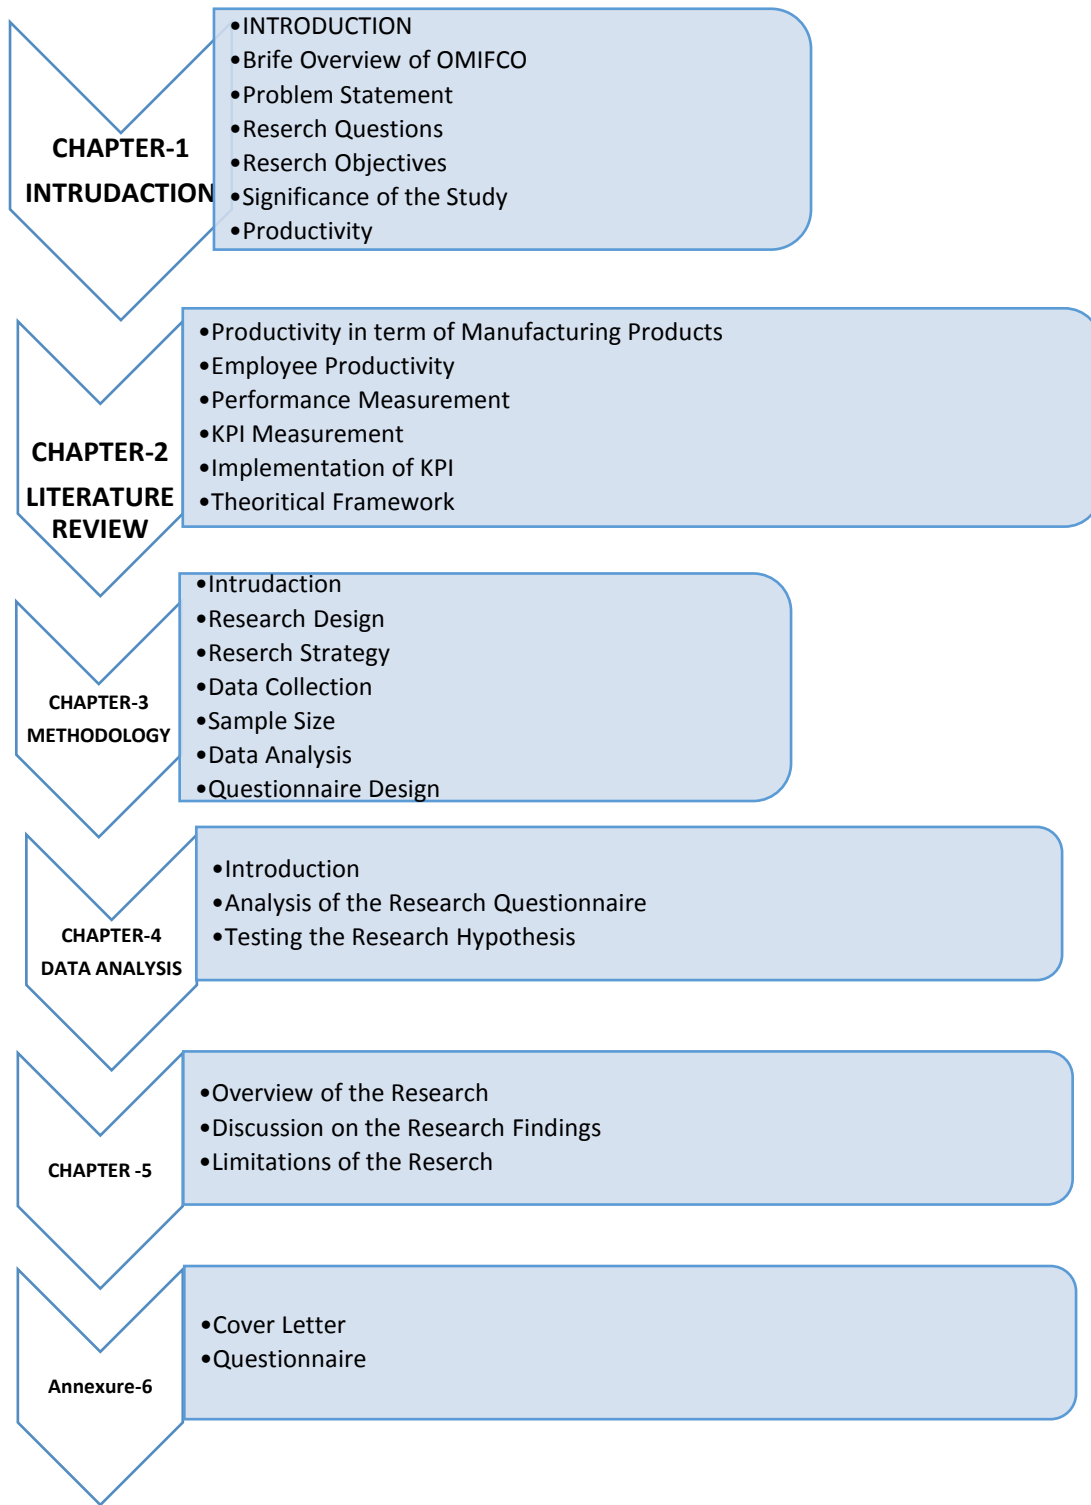 CHAPTER-1
INTRUDACTION
•INTRODUCTION
•Brife Overview of OMIFCO
•Problem Statement
•Reserch Questions
•Reserch Objectives
•Significance of the Study
•Productivity
CHAPTER-2
LITERATURE
REVIEW
•Productivity in term of Manufacturing Products
•Employee Productivity
•Performance Measurement
•KPI Measurement
•Implementation of KPI
•Theoritical Framework
CHAPTER-3
METHODOLOGY
•Intrudaction
•Research Design
•Reserch Strategy
•Data Collection
•Sample Size
•Data Analysis
•Questionnaire Design
CHAPTER-4
DATA ANALYSIS
•Introduction
•Analysis of the Research Questionnaire
•Testing the Research Hypothesis
CHAPTER -5
•Overview of the Research
•Discussion on the Research Findings
•Limitations of the Reserch
Annexure-6
•Cover Letter
•Questionnaire